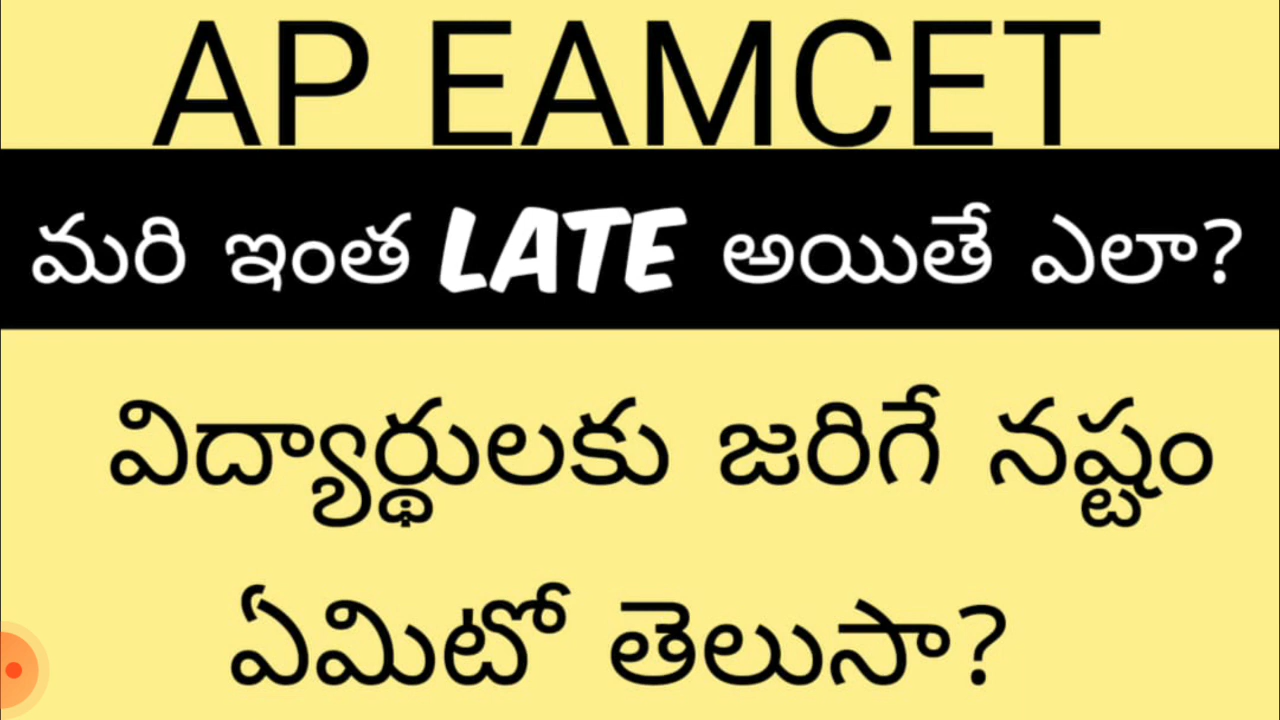 AP EAMCET
మరి ఇంత LATE అయితే ఎలా?
విద్యార్థులకు జరిగే నష్టం
ఏమిటో తెలుసా?